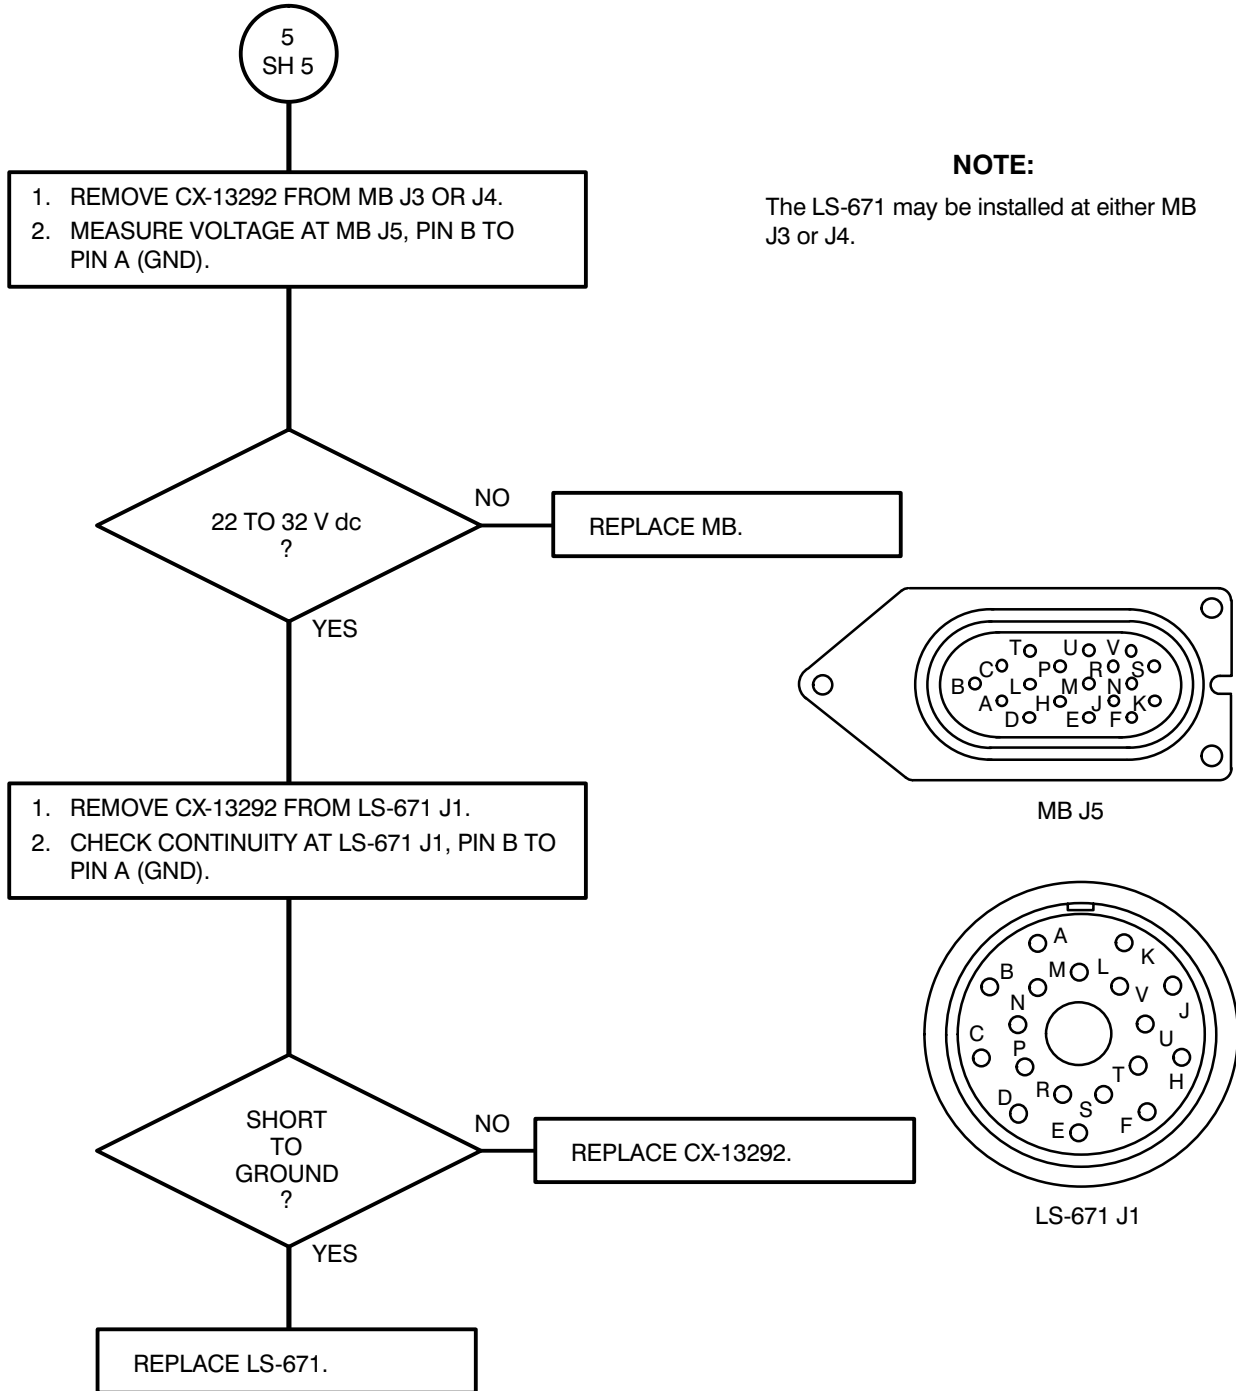 5
SH 5
1. REMOVE CX-13292 FROM MB J3 OR J4.
2. MEASURE VOLTAGE AT MB J5, PIN B TO
PIN A (GND).
NOTE:
The LS-671 may be installed at either MB
J3 or J4.
22 TO 32 V dc
?
NO
REPLACE MB.
YES
T U V
C P R S
B L M N
A H J K
D E F
MB J5
1. REMOVE CX-13292 FROM LS-671 J1.
2. CHECK CONTINUITY AT LS-671 J1, PIN B TO
PIN A (GND).
A K
B M L
N V J
C P U
T H
D R S F
E
LS-671 J1
SHORT
TO
GROUND
?
NO
REPLACE CX-13292.
YES
REPLACE LS-671.